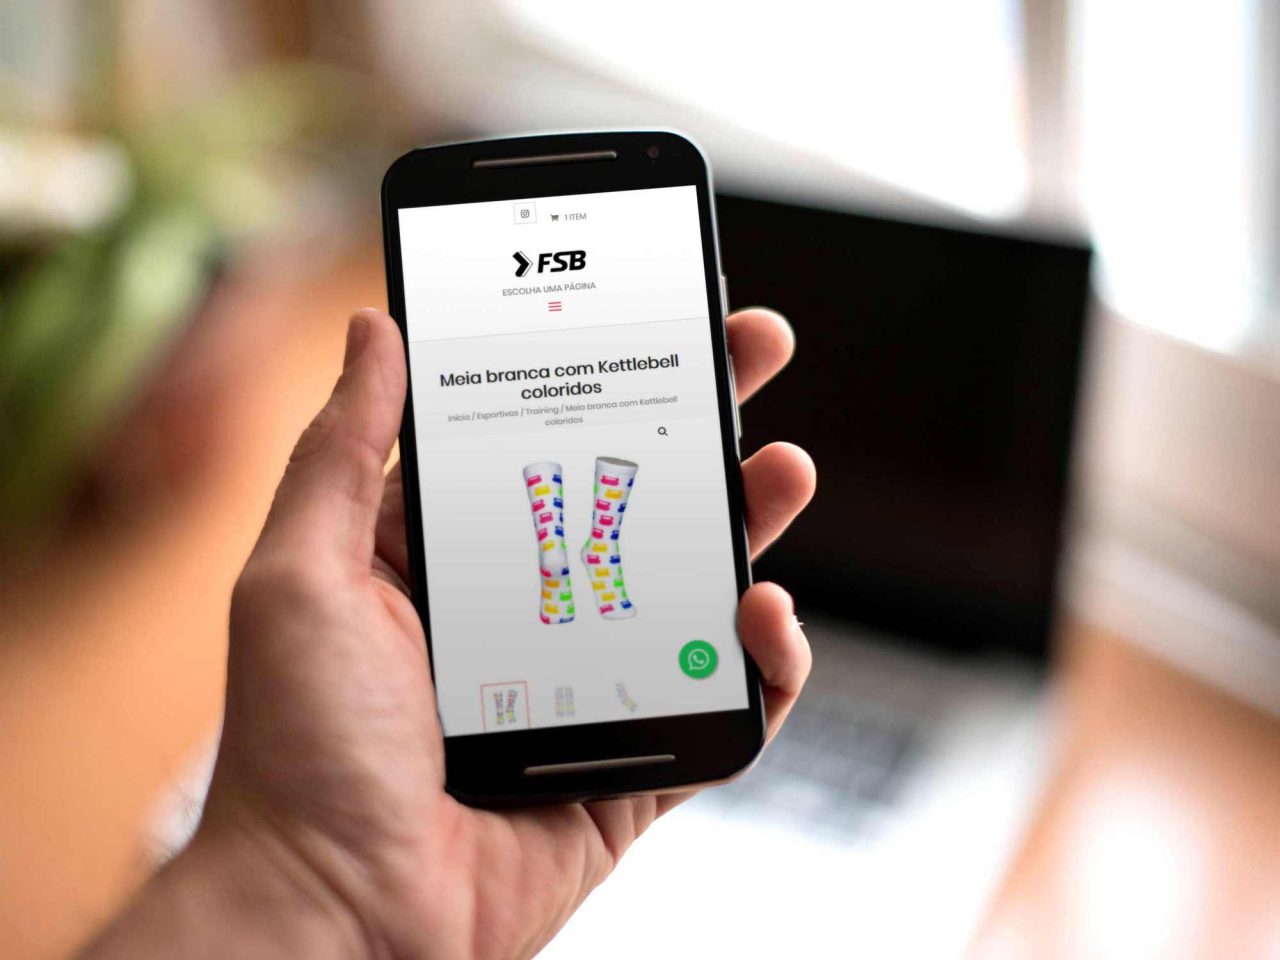 1 ITEM
FSB
ESCOLHA UMA PÁGINA
Meia branca com Kettlebell
coloridos
Início / Esportivas / Training / Meia branca com Kettlebell
coloridos